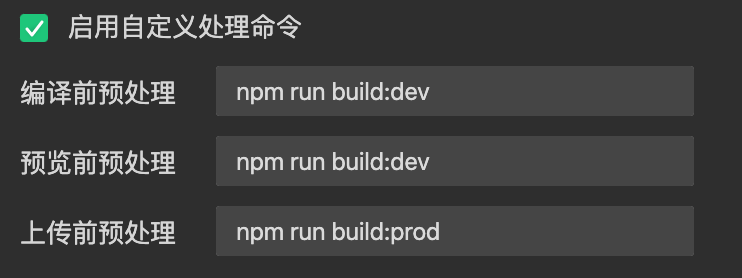 启用自定义处理命令
编译前预处理 npm run build:dev
预览前预处理 npm run build:dev
上传前预处理 npm run build:prod